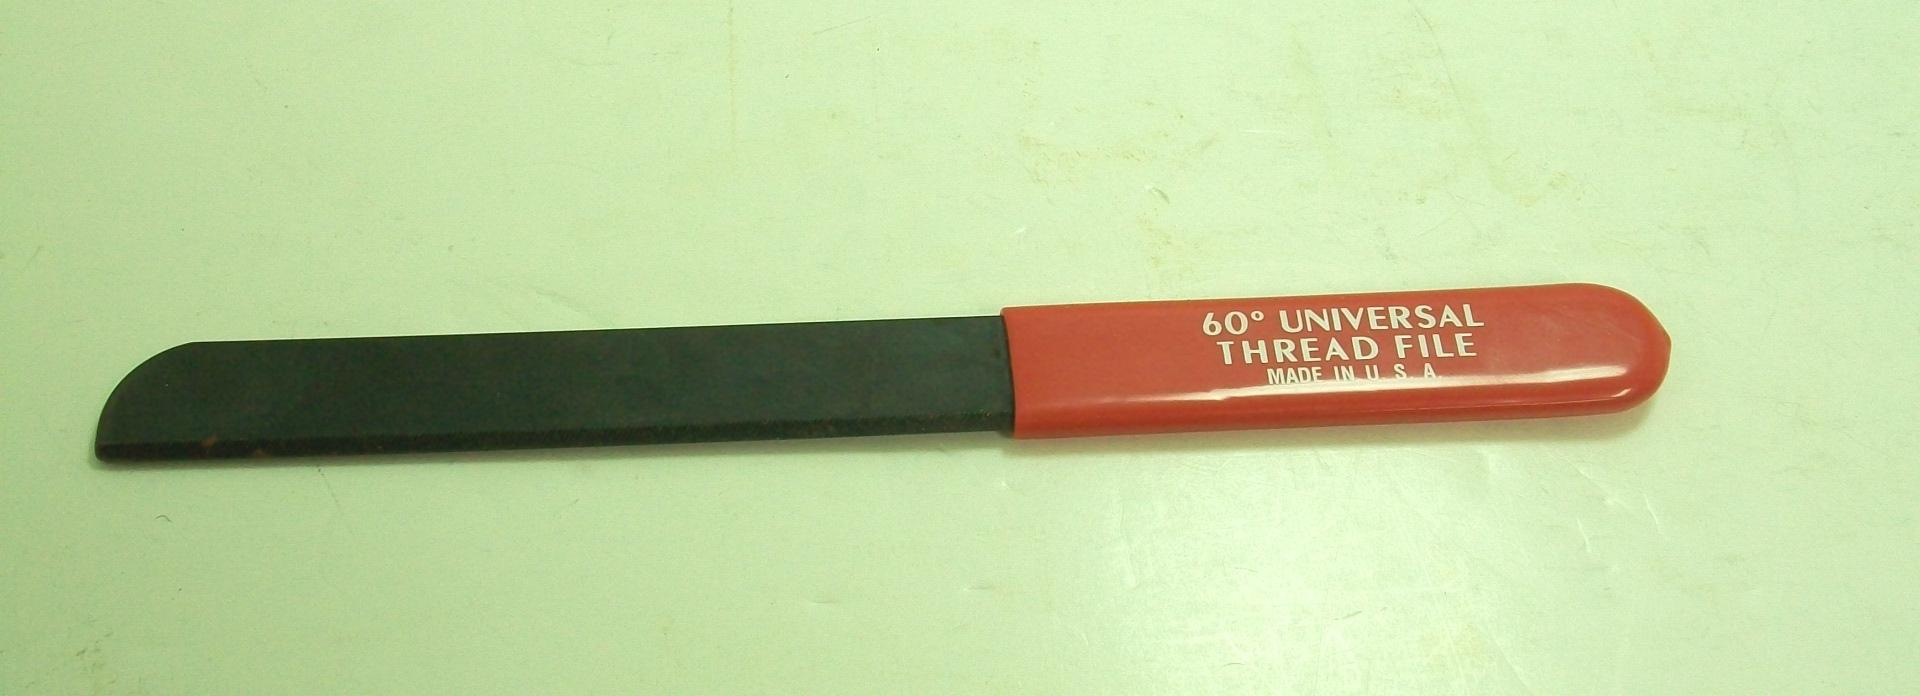 60° UNIVERSAL
THREAD FILE
MADE IN U. S. A.